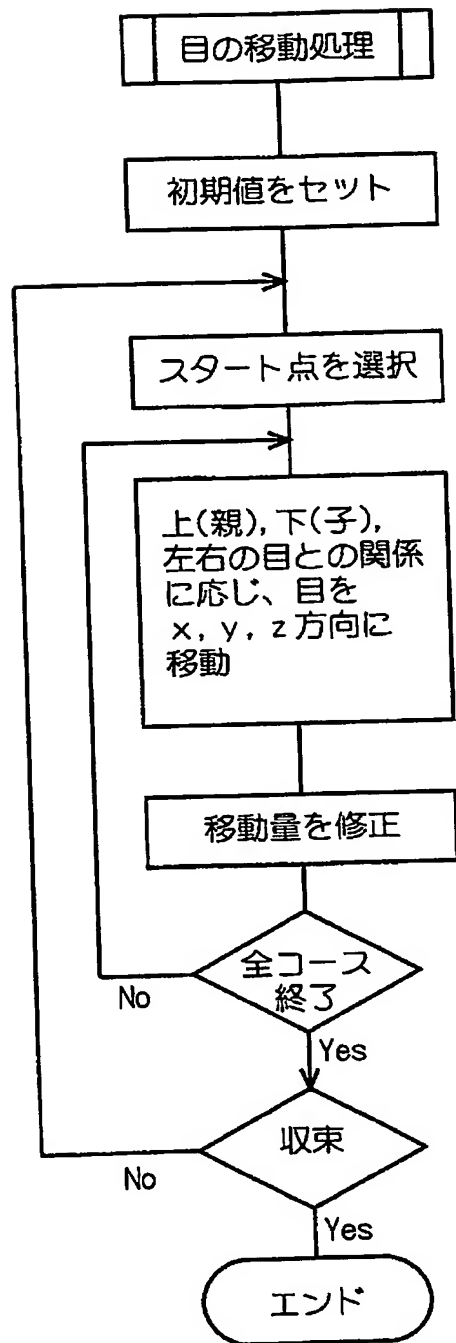 目の移動処理
初期値をセット
スタート点を選択
上(親),下(子),
左右の目との関係
に応じ、目を
x, y, z方向に
移動
移動量を修正
全コース
終了
No
Yes
収束
No
Yes
エンド